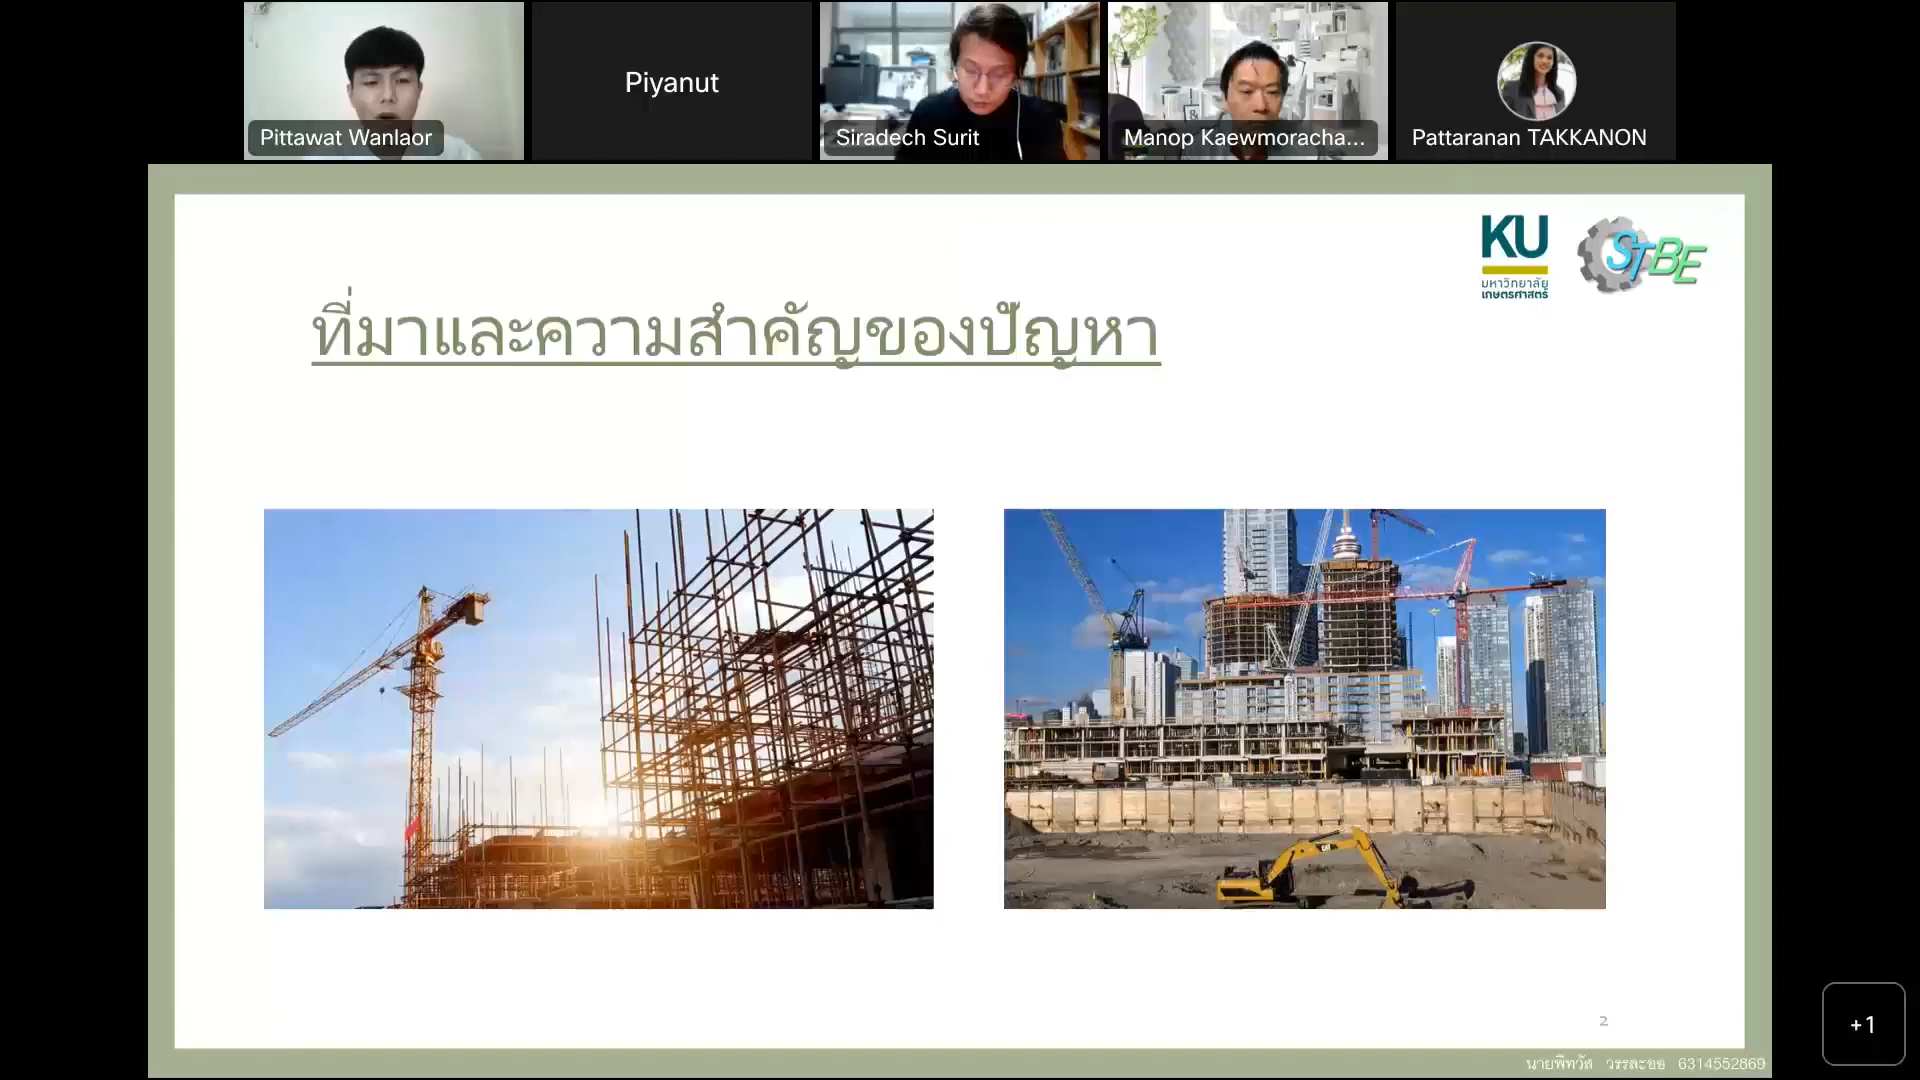 Pittawat Wanlaor
Piyanut
Siradech Surit
Manop Kaewmoracha...
Pattaranan TAKKANON
KU
มหาวิทยาลัย
เกษตรศาสตร์
STBE
ที่มาและความสำคัญของปัญหา
2
นายพิทวัส วรรละออ 6314552869
+1